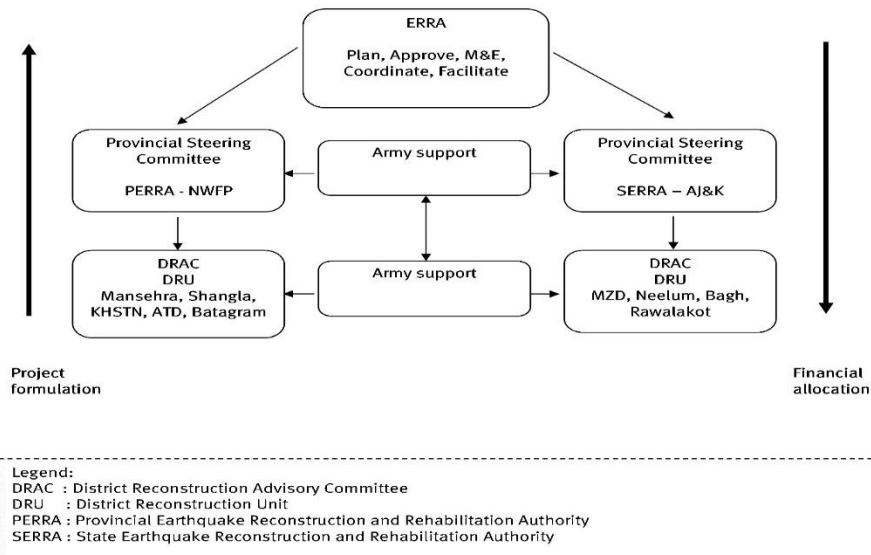 ERRA
Plan, Approve, M&E,
Coordinate, Facilitate
Provincial Steering
Committee
PERRA - NWFP
Army support
Provincial Steering
Committee
SERRA – AJ&K
DRAC
DRU
Mansehra, Shangla,
KHSTN, ATD, Batagram
Army support
DRAC
DRU
MZD, Neelum, Bagh,
Rawalakot
Project
formulation
Financial
allocation
Legend:
DRAC : District Reconstruction Advisory Committee
DRU : District Reconstruction Unit
PERRA : Provincial Earthquake Reconstruction and Rehabilitation Authority
SERRA : State Earthquake Reconstruction and Rehabilitation Authority